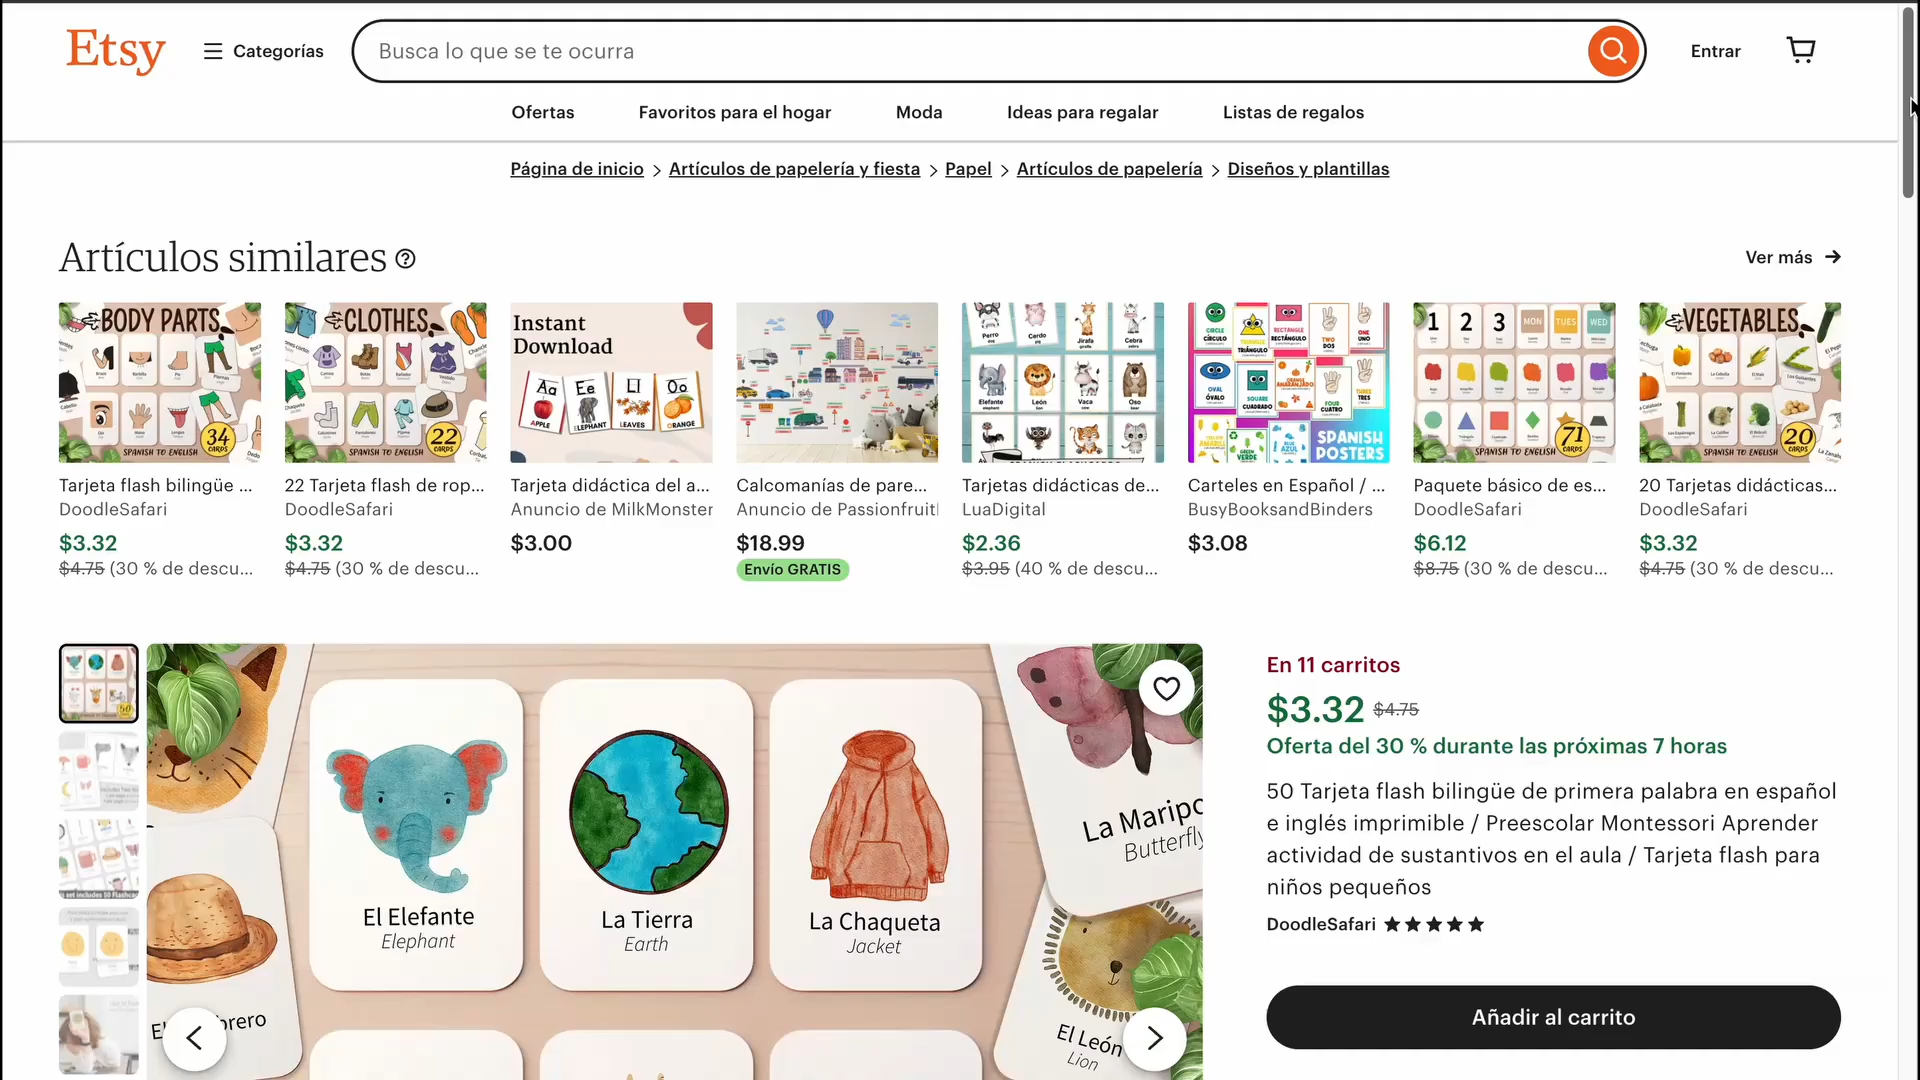 Etsy
Categorías
Busca lo que se te ocurra
Entrar
Ofertas
Favoritos para el hogar
Moda
Ideas para regalar
Listas de regalos
Página de inicio > Artículos de papelería y fiesta > Papel > Artículos de papelería > Diseños y plantillas
Artículos similares
Ver más
BODY PARTS
34
CARDS
SPANISH TO ENGLISH
Tarjeta flash bilingüe ...
DoodleSafari
$3.32
$4.75 (30 % de descu...
CLOTHES
22
CARDS
SPANISH TO ENGLISH
22 Tarjeta flash de rop...
DoodleSafari
$3.32
$4.75 (30 % de descu...
Instant
Download
Aa Ee Ll Oo
APPLE ELEPHANT LEAVES ORANGE
Tarjeta didáctica del a...
Anuncio de MilkMonster
$3.00
Calcomanías de pare...
Anuncio de Passionfruit
$18.99
Envío GRATIS
Perro Cerdo Jirafa Cebra
Elefante León Vaca Oso
Tarjetas didácticas de...
LuaDigital
$2.36
$3.95 (40 % de descu...
CIRCLE
CÍRCULO
TRIÁNGULO
RECTANGLE
RECTÁNGULO
TWO
DOS
ONE
UNO
OVAL
ÓVALO
SQUARE
CUADRADO
ORANGE
ANARANJADO
FOUR
CUATRO
THREE
TRES
GREEN
VERDE
BLUE
AZUL
SPANISH
POSTERS
Carteles en Español / ...
BusyBooksandBinders
$3.08
1 2 3 MON TUES WED
71
CARDS
SPANISH TO ENGLISH
Paquete básico de es...
DoodleSafari
$6.12
$8.75 (30 % de descu...
VEGETABLES
20
CARDS
SPANISH TO ENGLISH
20 Tarjetas didácticas...
DoodleSafari
$3.32
$4.75 (30 % de descu...
El Elefante
Elephant
La Tierra
Earth
La Chaqueta
Jacket
La Maripo
Butterfly
El León
Lion
En 11 carritos
$3.32 $4.75
Oferta del 30 % durante las próximas 7 horas
50 Tarjeta flash bilingüe de primera palabra en español
e inglés imprimible / Preescolar Montessori Aprender
actividad de sustantivos en el aula / Tarjeta flash para
niños pequeños
DoodleSafari
Añadir al carrito